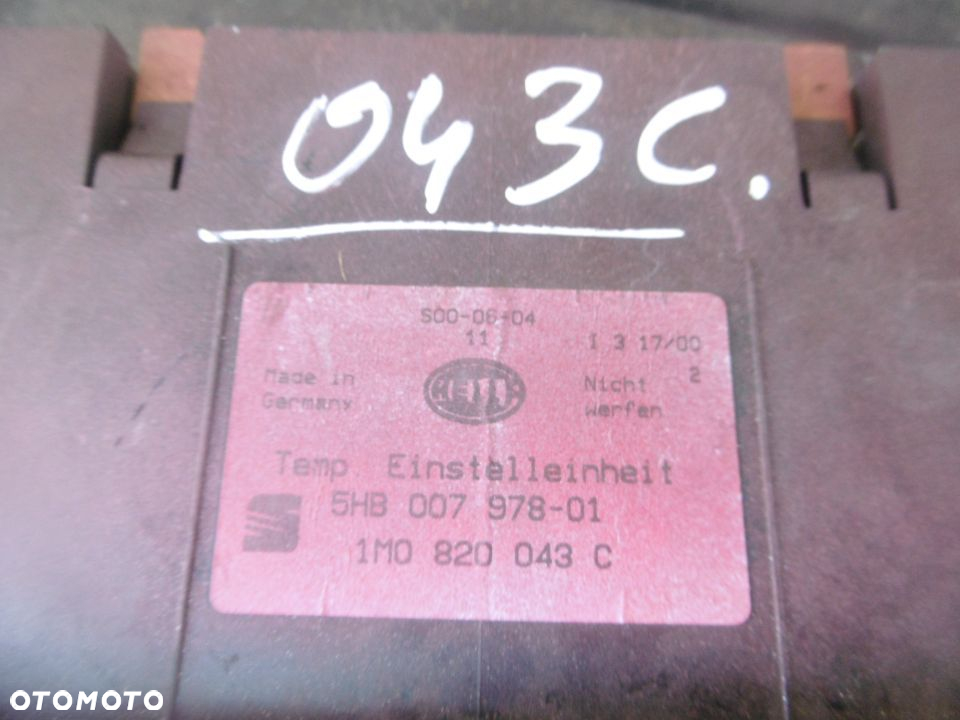 043C.
S00-06-04
11
I 3 17/00
2
Made in
Germany
HELLA
Nicht
werfen
Temp. Einstelleinheit
5HB 007 978-01
1M0 820 043 C
OTOMOTO